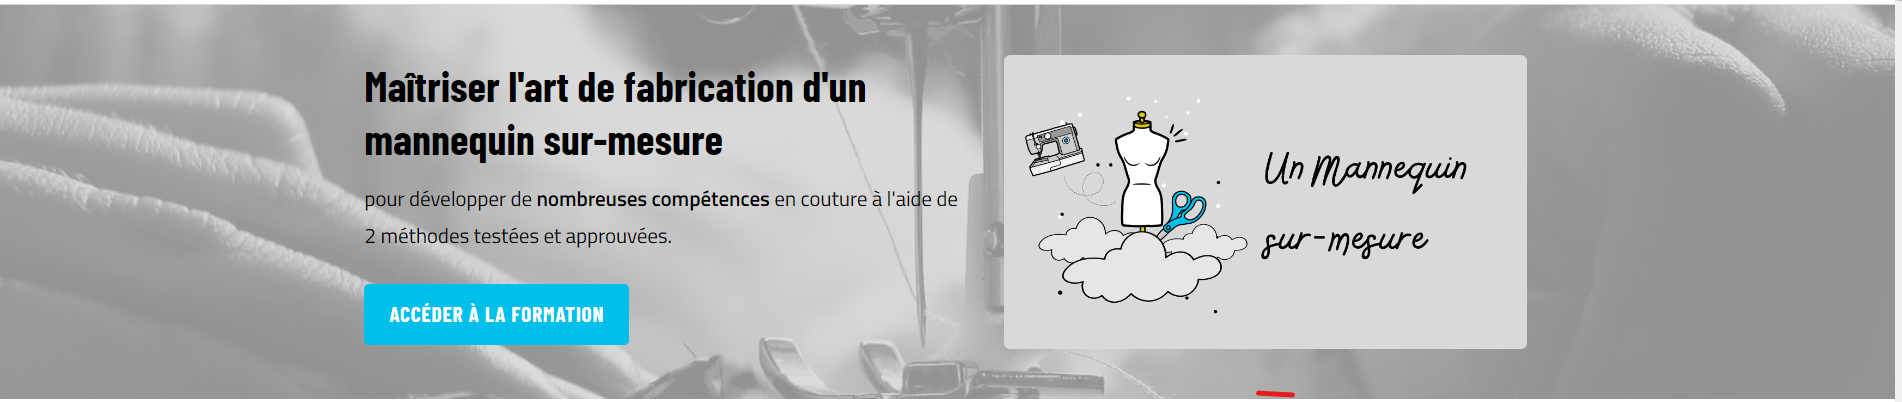 Maîtriser l'art de fabrication d'un
mannequin sur-mesure
pour développer de nombreuses compétences en couture à l'aide de
2 méthodes testées et approuvées.
ACCÉDER À LA FORMATION
Un Mannequin
sur-mesure